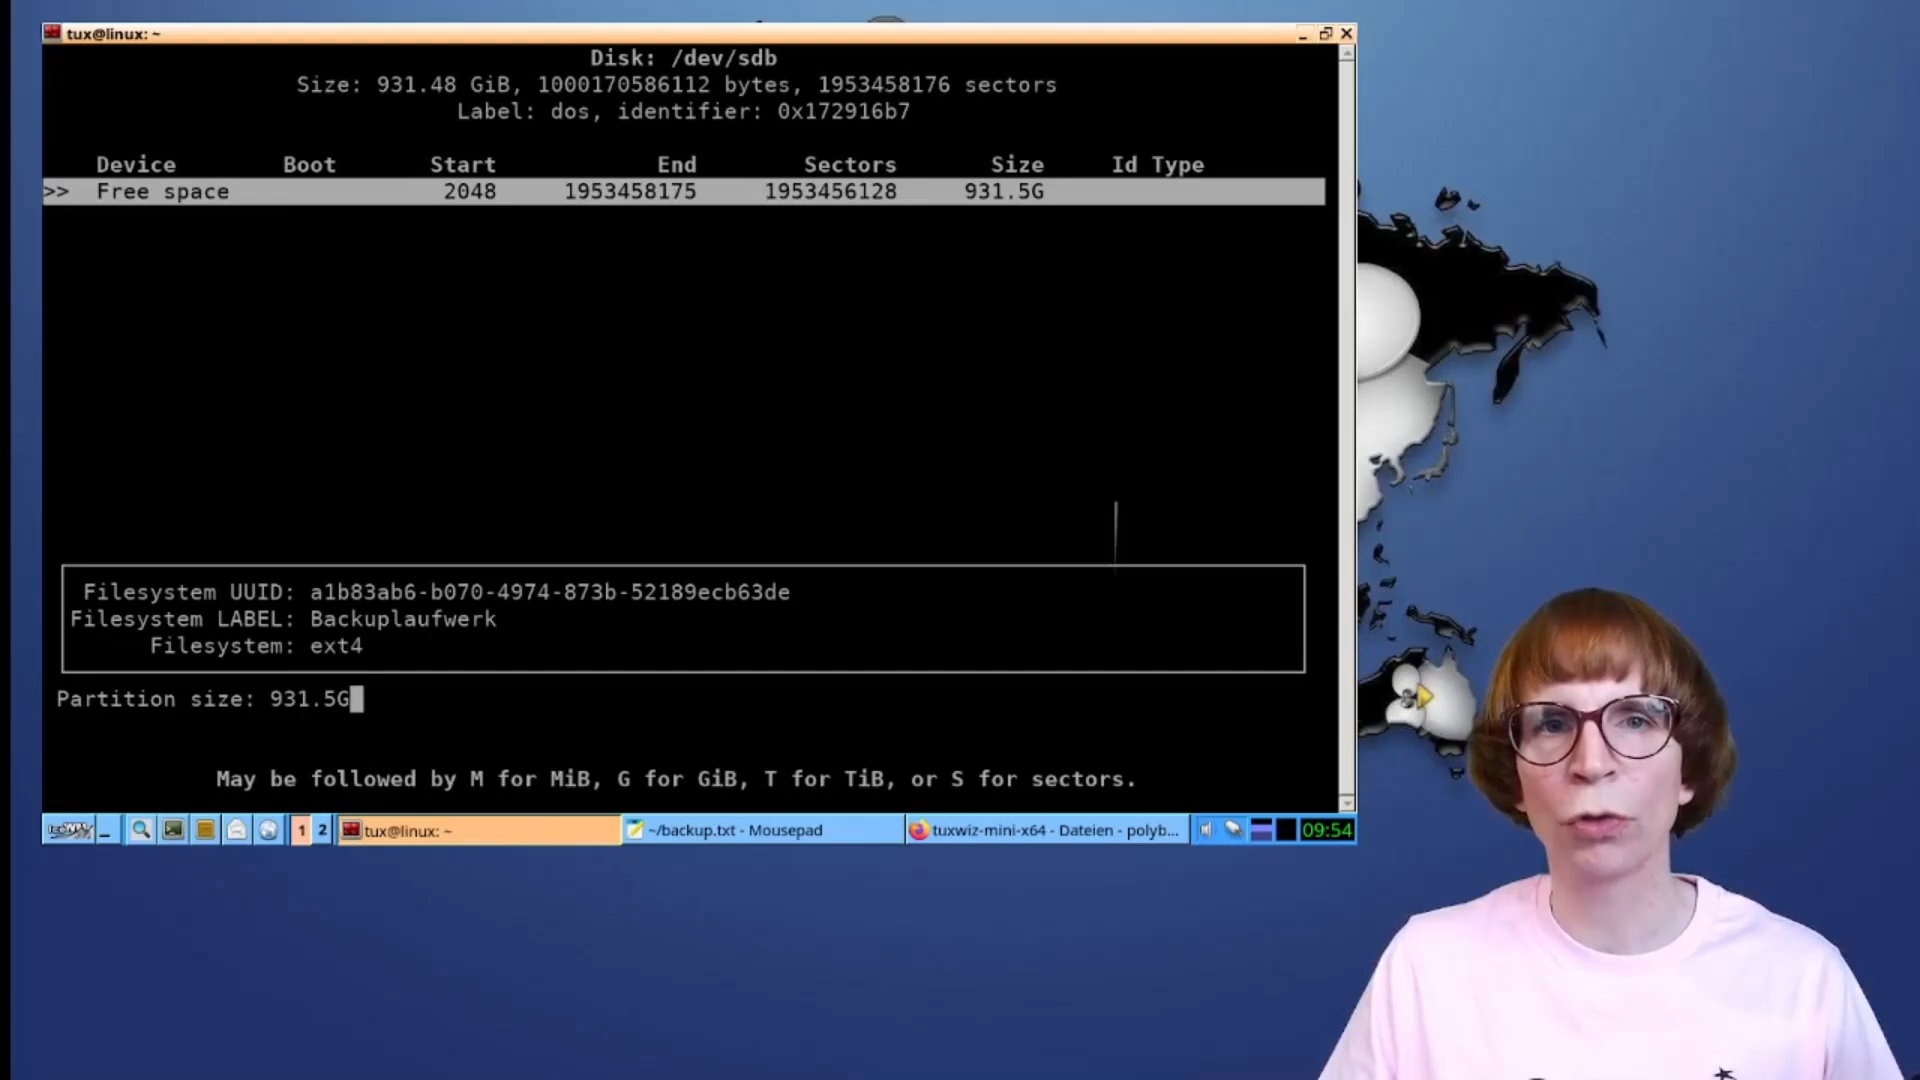 tux@linux: ~
Disk: /dev/sdb
Size: 931.48 GiB, 1000170586112 bytes, 1953458176 sectors
Label: dos, identifier: 0x172916b7
Device Boot Start End Sectors Size Id Type
>> Free space 2048 1953458175 1953456128 931.5G
Filesystem UUID: a1b83ab6-b070-4974-873b-52189ecb63de
Filesystem LABEL: Backuplaufwerk
Filesystem: ext4
Partition size: 931.5G
May be followed by M for MiB, G for GiB, T for TiB, or S for sectors.
IceWM 1 2 tux@linux: ~ ~/backup.txt - Mousepad tuxwiz-mini-x64 - Dateien - polyb... 09:54